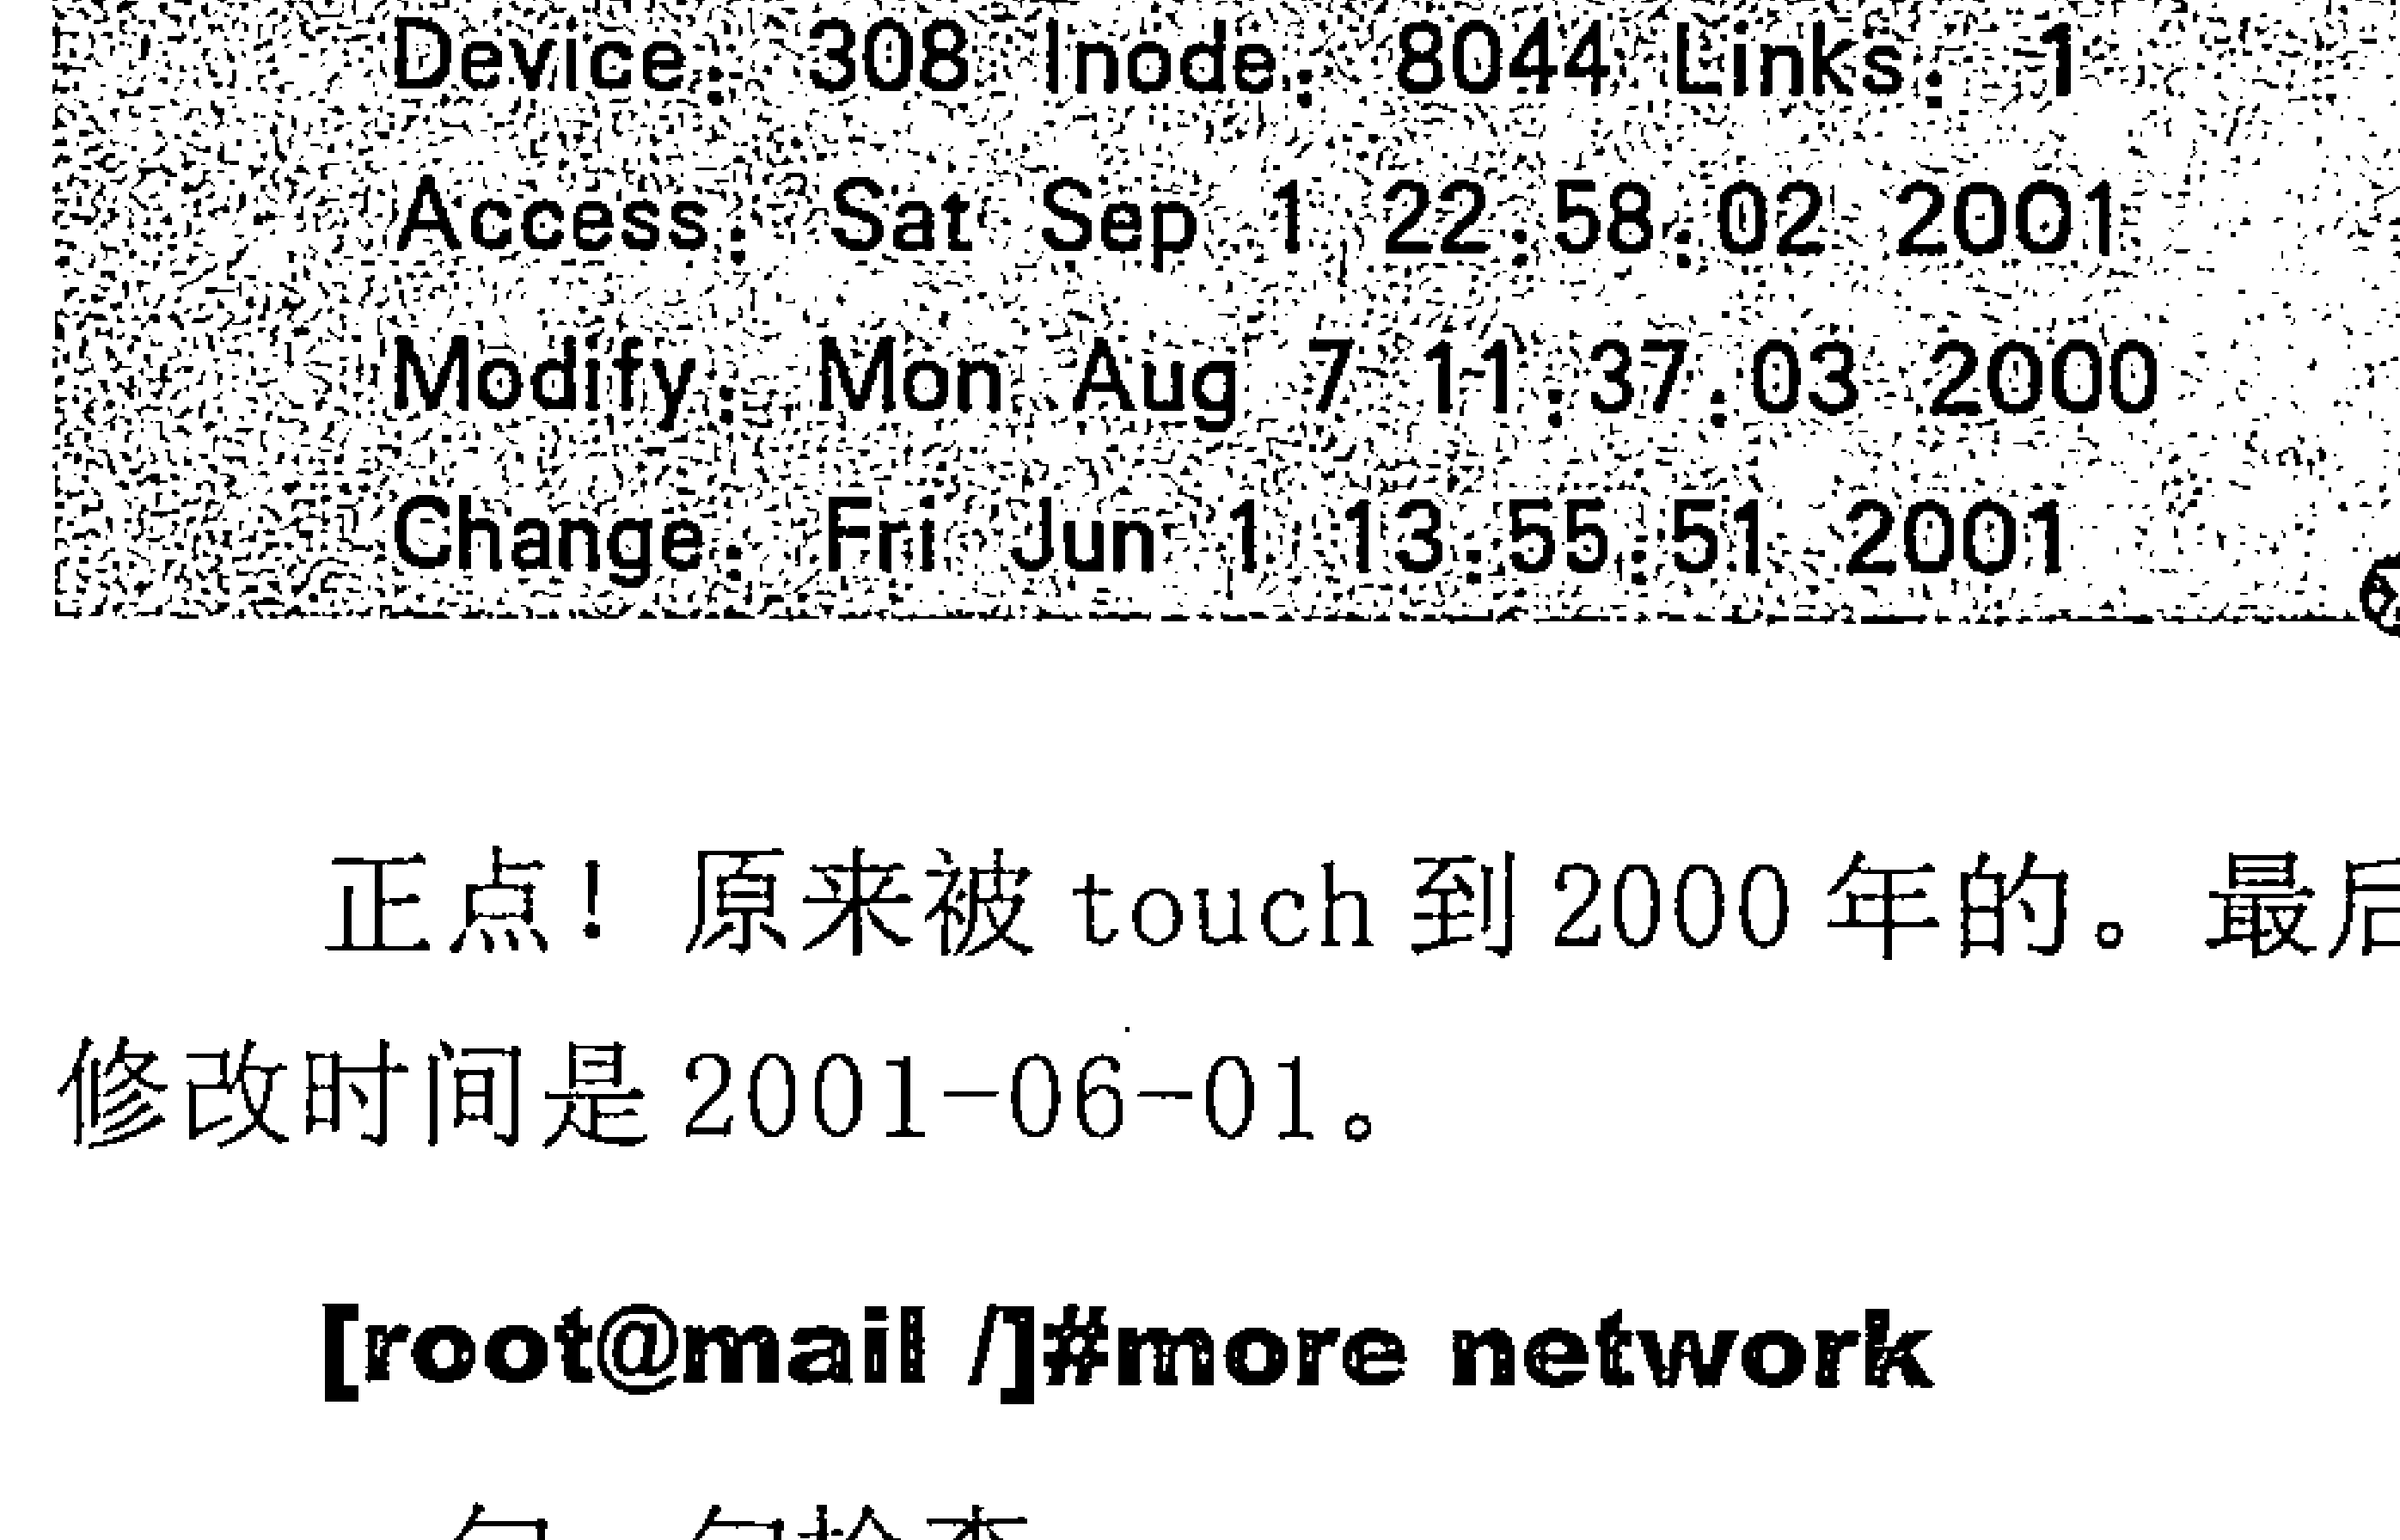 Device: 308 Inode: 8044 Links: 1
Access: Sat Sep 1 22:58:02 2001
Modify: Mon Aug 7 11:37:03 2000
Change: Fri Jun 1 13:55:51 2001
正点！原来被 touch 到 2000 年的。最后
修改时间是 2001-06-01。
[root@mail /]#more network